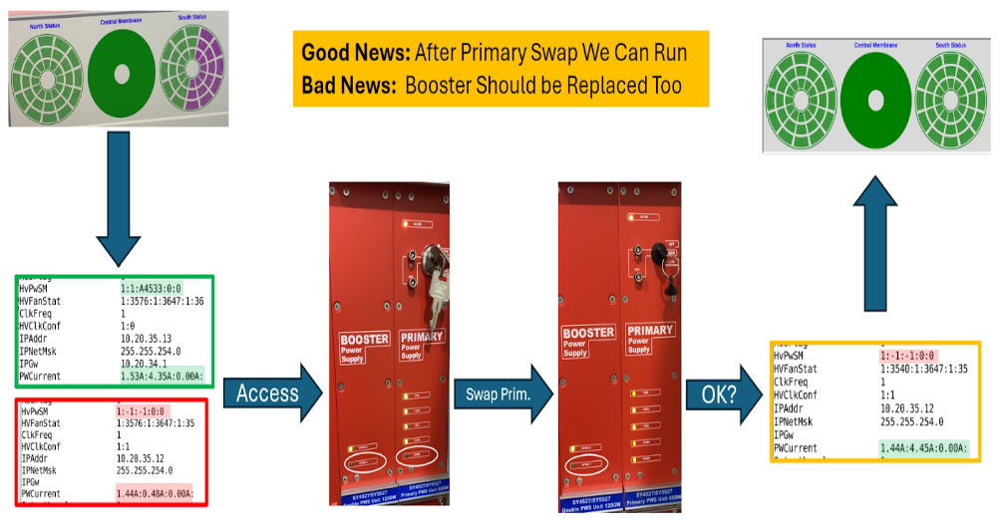 North Status
Central Membrane
South Status
Good News: After Primary Swap We Can Run
Bad News: Booster Should be Replaced Too
North Status
Central Membrane
South Status
HvPwSM 1:1:A4533:0:0
HVFanStat 1:3576:1:3647:1:36
ClkFreq 1
HVClkConf 1:0
IPAddr 10.20.35.13
IPNetMsk 255.255.254.0
IPGw 10.20.34.1
PWCurrent 1.53A:4.35A:0.00A:
HvPwSM 1:-1:-1:0:0
HVFanStat 1:3576:1:3647:1:35
ClkFreq 1
HVClkConf 1:1
IPAddr 10.20.35.12
IPNetMsk 255.255.254.0
IPGw
PWCurrent 1.44A:0.48A:0.00A:
Access
BOOSTER
Power
Supply
PRIMARY
Power
Supply
SY4527/SY5527
Double PWS Unit 1200W
SY4527/SY5527
Primary PWS Unit 600W
Swap Prim.
BOOSTER
Power
Supply
PRIMARY
Power
Supply
SY4527/SY5527
Double PWS Unit 1200W
SY4527/SY5527
Primary PWS Unit 600W
OK?
HvPwSM 1:-1:-1:0:0
HVFanStat 1:3540:1:3647:1:35
ClkFreq 1
HVClkConf 1:1
IPAddr 10.20.35.12
IPNetMsk 255.255.254.0
IPGw
PWCurrent 1.44A:4.45A:0.00A: